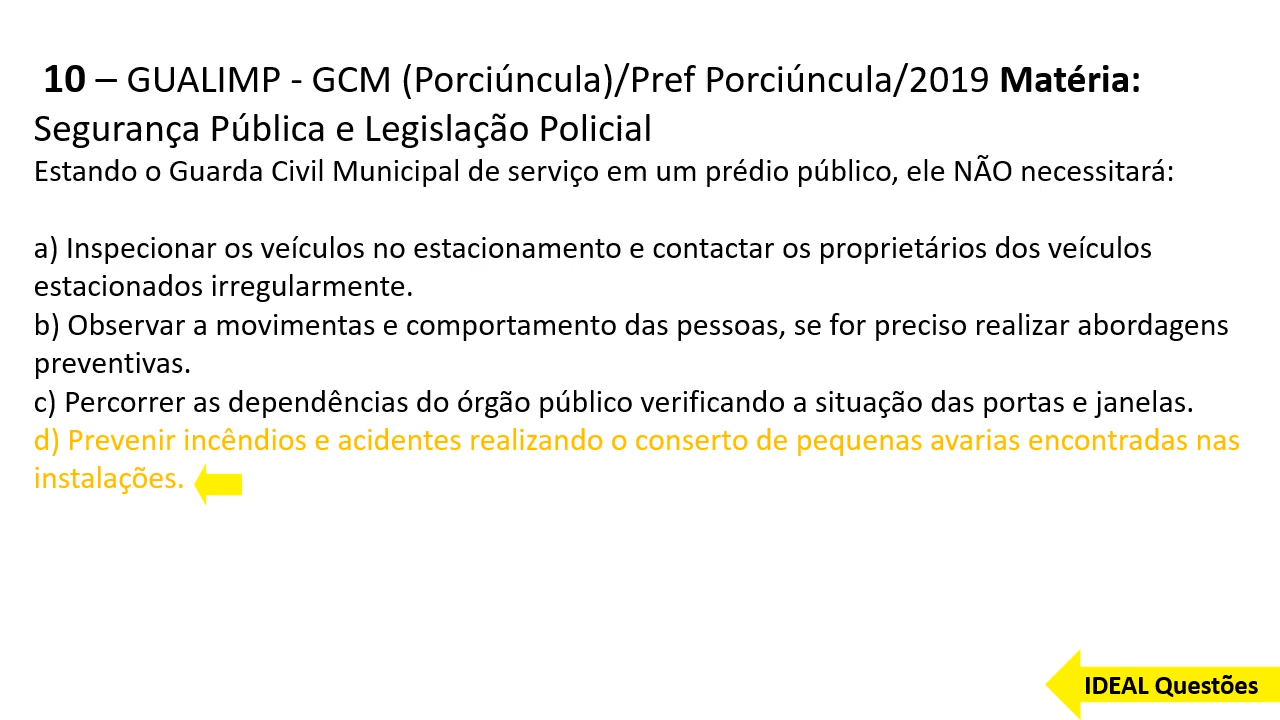 10 – GUALIMP - GCM (Porciúncula)/Pref Porciúncula/2019 Matéria:
Segurança Pública e Legislação Policial
Estando o Guarda Civil Municipal de serviço em um prédio público, ele NÃO necessitará:
a) Inspecionar os veículos no estacionamento e contactar os proprietários dos veículos
estacionados irregularmente.
b) Observar a movimentas e comportamento das pessoas, se for preciso realizar abordagens
preventivas.
c) Percorrer as dependências do órgão público verificando a situação das portas e janelas.
d) Prevenir incêndios e acidentes realizando o conserto de pequenas avarias encontradas nas
instalações.
IDEAL Questões